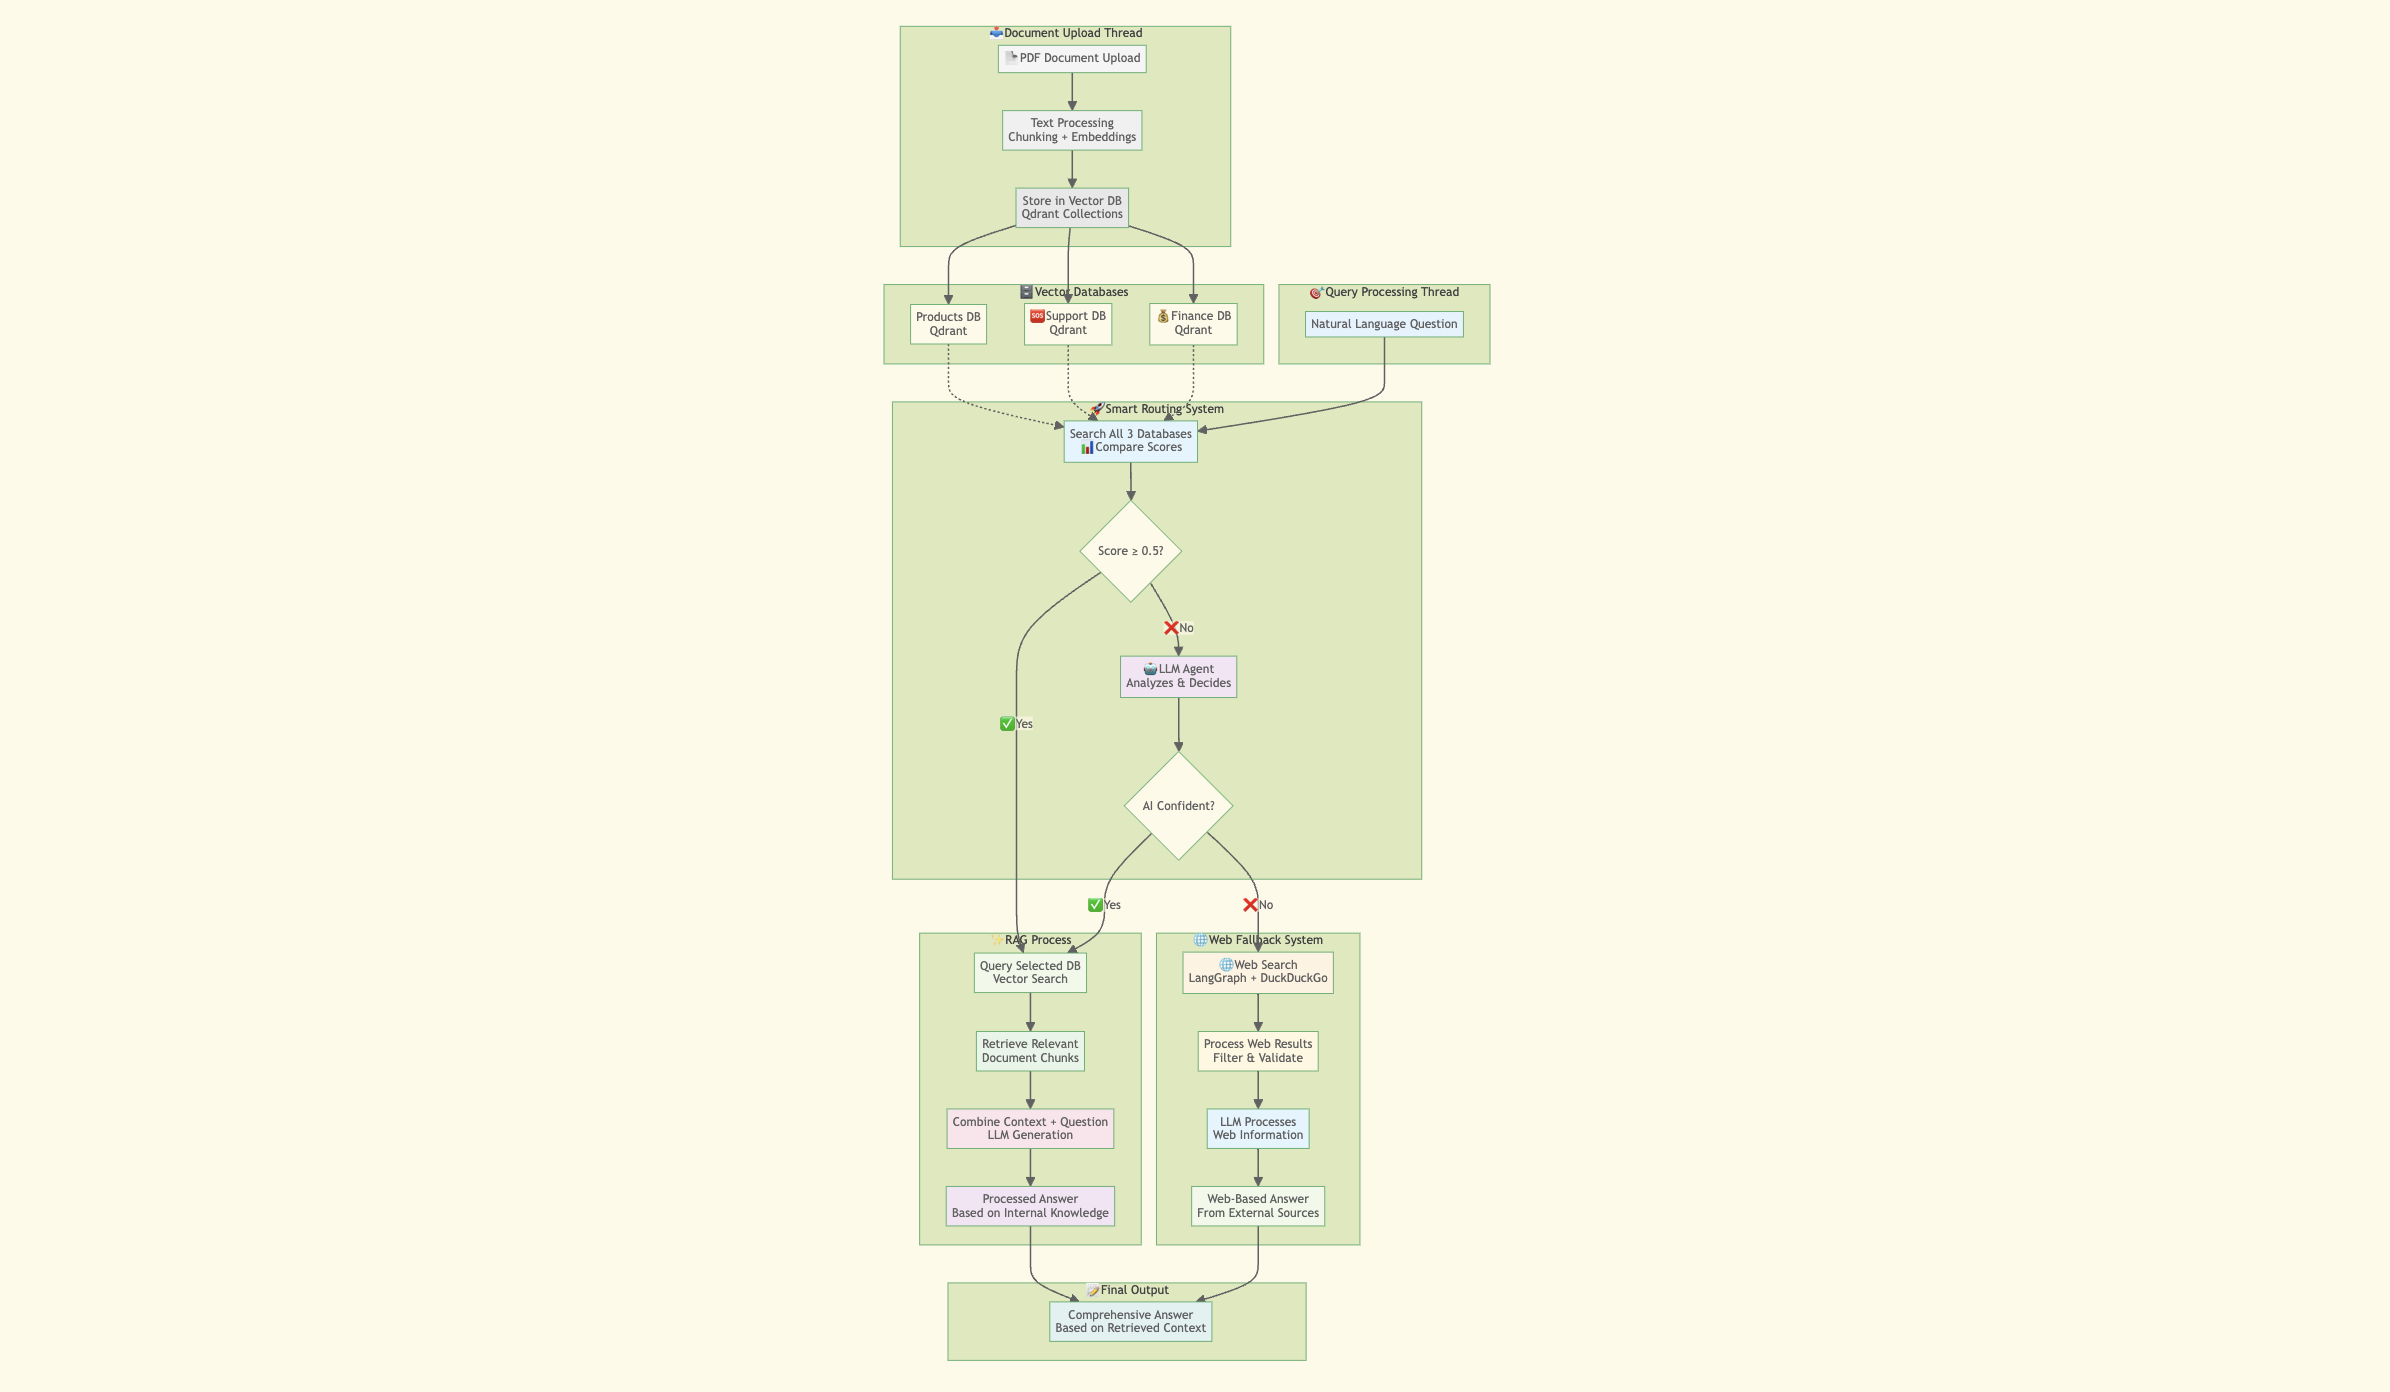 📥Document Upload Thread
📄PDF Document Upload
Text Processing
Chunking + Embeddings
Store in Vector DB
Qdrant Collections
🗄️Vector Databases
Products DB
Qdrant
🆘Support DB
Qdrant
💰Finance DB
Qdrant
🎯Query Processing Thread
Natural Language Question
🚀Smart Routing System
Search All 3 Databases
📊Compare Scores
Score ≥ 0.5?
❌No
🤖LLM Agent
Analyzes & Decides
✅Yes
AI Confident?
✅Yes
❌No
✨RAG Process
Query Selected DB
Vector Search
Retrieve Relevant
Document Chunks
Combine Context + Question
LLM Generation
Processed Answer
Based on Internal Knowledge
🌐Web Fallback System
🌐Web Search
LangGraph + DuckDuckGo
Process Web Results
Filter & Validate
LLM Processes
Web Information
Web-Based Answer
From External Sources
📝Final Output
Comprehensive Answer
Based on Retrieved Context